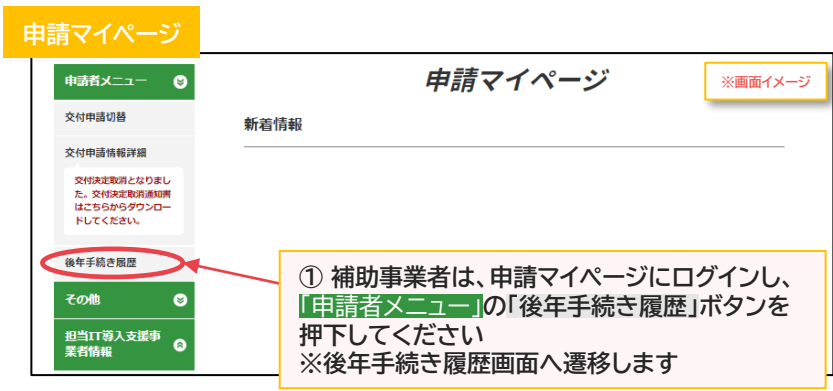 申請マイページ
申請者メニュー
申請マイページ
※画面イメージ
交付申請切替
新着情報
交付申請情報詳細
交付決定取消となりまし
た。交付決定取消通知書
はこちらからダウンロー
ドしてください。
後年手続き履歴
その他
担当IT導入支援事
業者情報
① 補助事業者は、申請マイページにログインし、
「申請者メニュー」の「後年手続き履歴」ボタンを
押下してください
※後年手続き履歴画面へ遷移します